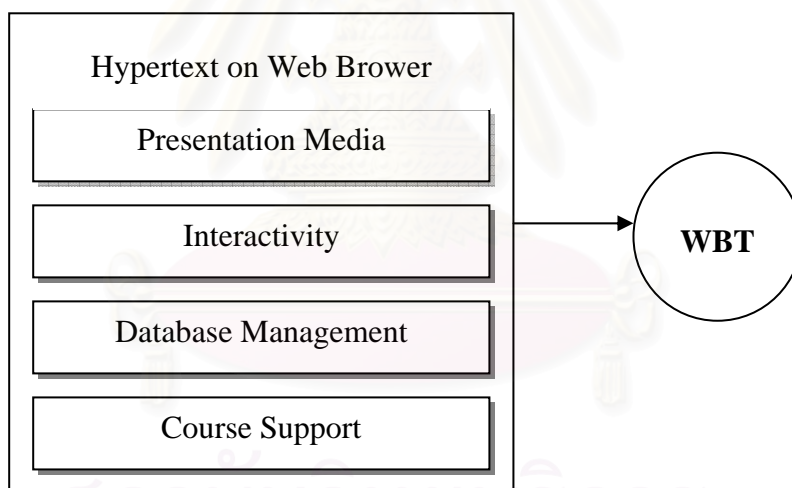 Hypertext on Web Brower
Presentation Media
Interactivity
WBT
Database Management
Course Support